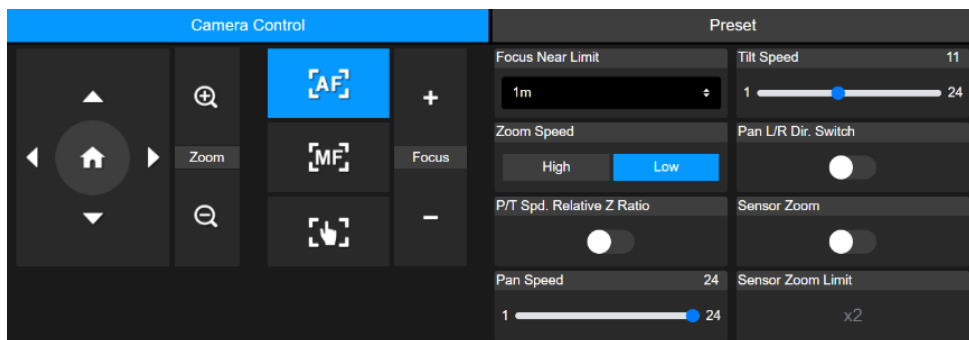 Camera Control
Preset
AF
MF
Zoom
Focus
Focus Near Limit
1m
Tilt Speed 11
1 24
Zoom Speed
High Low
Pan L/R Dir. Switch
P/T Spd. Relative Z Ratio
Sensor Zoom
Pan Speed 24
1 24
Sensor Zoom Limit
x2